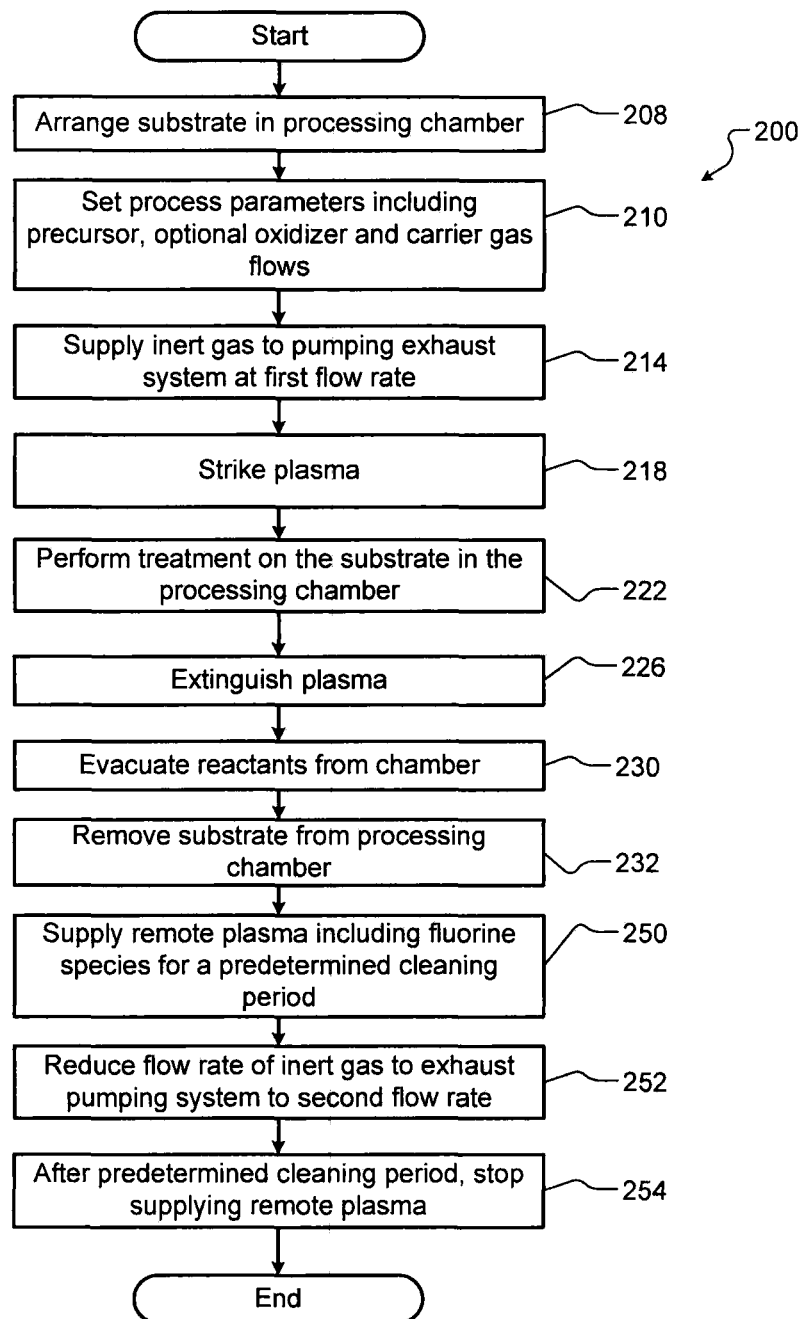 Start
Arrange substrate in processing chamber
208
200
Set process parameters including
precursor, optional oxidizer and carrier gas
flows
210
Supply inert gas to pumping exhaust
system at first flow rate
214
Strike plasma
218
Perform treatment on the substrate in the
processing chamber
222
Extinguish plasma
226
Evacuate reactants from chamber
230
Remove substrate from processing
chamber
232
Supply remote plasma including fluorine
species for a predetermined cleaning
period
250
Reduce flow rate of inert gas to exhaust
pumping system to second flow rate
252
After predetermined cleaning period, stop
supplying remote plasma
254
End